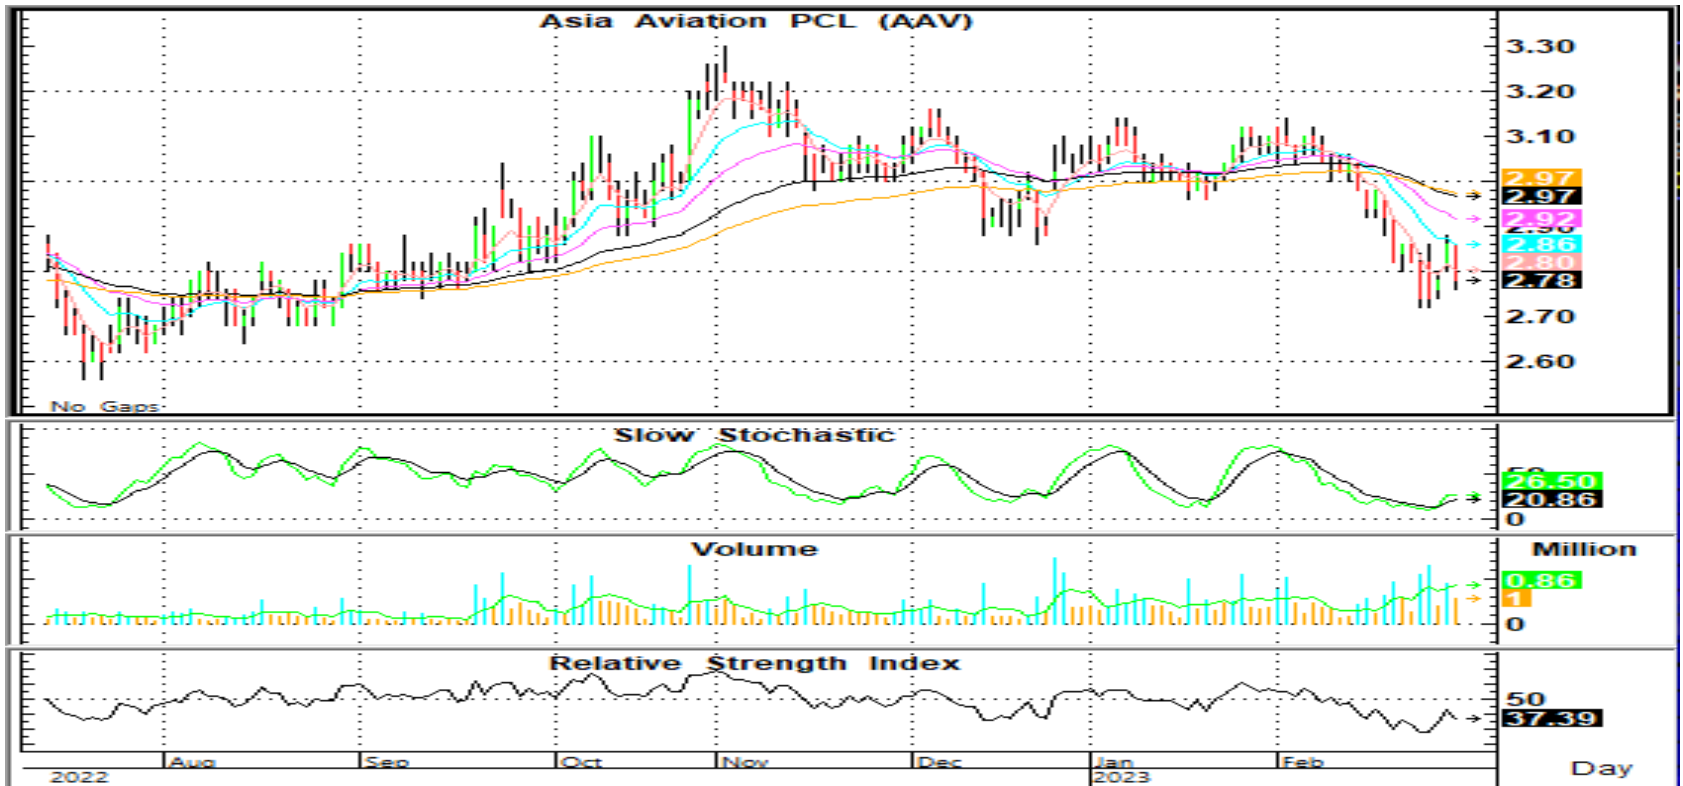 Asia Aviation PCL (AAV)
3.30
3.20
3.10
2.97
2.97
2.92
2.90
2.86
2.80
2.78
2.70
2.60
No Gaps
Slow Stochastic
50
26.50
20.86
0
Volume
Million
0.86
1
0
Relative Strength Index
50
37.39
Aug Sep Oct Nov Dec Jan Feb
2022 2023
Day